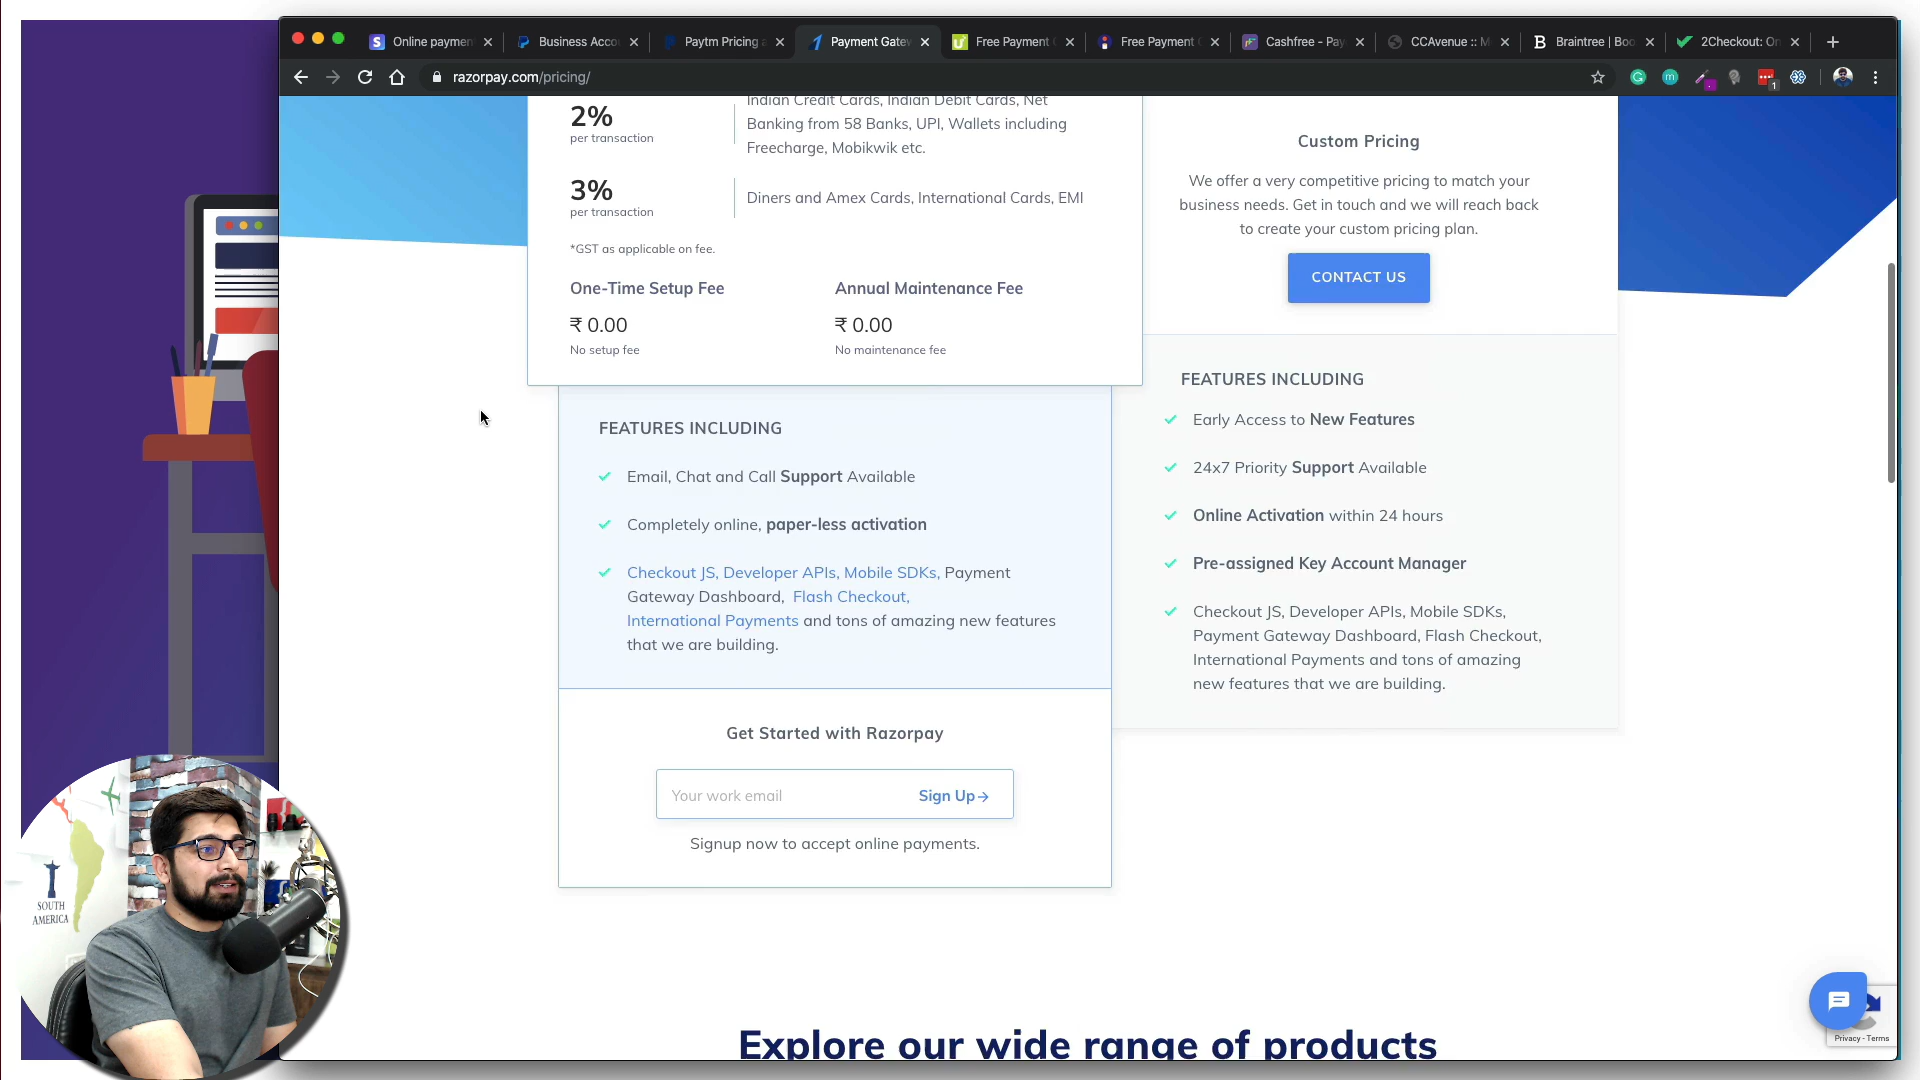 Online paymen
Business Acco
Paytm Pricing a
Payment Gatew
Free Payment G
Free Payment G
Cashfree - Pay
CCAvenue :: M
Braintree | Boo
2Checkout: On
razorpay.com/pricing/
1
2%
per transaction
Indian Credit Cards, Indian Debit Cards, Net
Banking from 58 Banks, UPI, Wallets including
Freecharge, Mobikwik etc.
3%
per transaction
Diners and Amex Cards, International Cards, EMI
*GST as applicable on fee.
One-Time Setup Fee
₹ 0.00
No setup fee
Annual Maintenance Fee
₹ 0.00
No maintenance fee
FEATURES INCLUDING
Email, Chat and Call Support Available
Completely online, paper-less activation
Checkout JS, Developer APIs, Mobile SDKs, Payment
Gateway Dashboard, Flash Checkout,
International Payments and tons of amazing new features
that we are building.
Get Started with Razorpay
Your work email
Sign Up→
Signup now to accept online payments.
Custom Pricing
We offer a very competitive pricing to match your
business needs. Get in touch and we will reach back
to create your custom pricing plan.
CONTACT US
FEATURES INCLUDING
Early Access to New Features
24x7 Priority Support Available
Online Activation within 24 hours
Pre-assigned Key Account Manager
Checkout JS, Developer APIs, Mobile SDKs,
Payment Gateway Dashboard, Flash Checkout,
International Payments and tons of amazing
new features that we are building.
Explore our wide range of products
SOUTH
AMERICA
Privacy - Terms